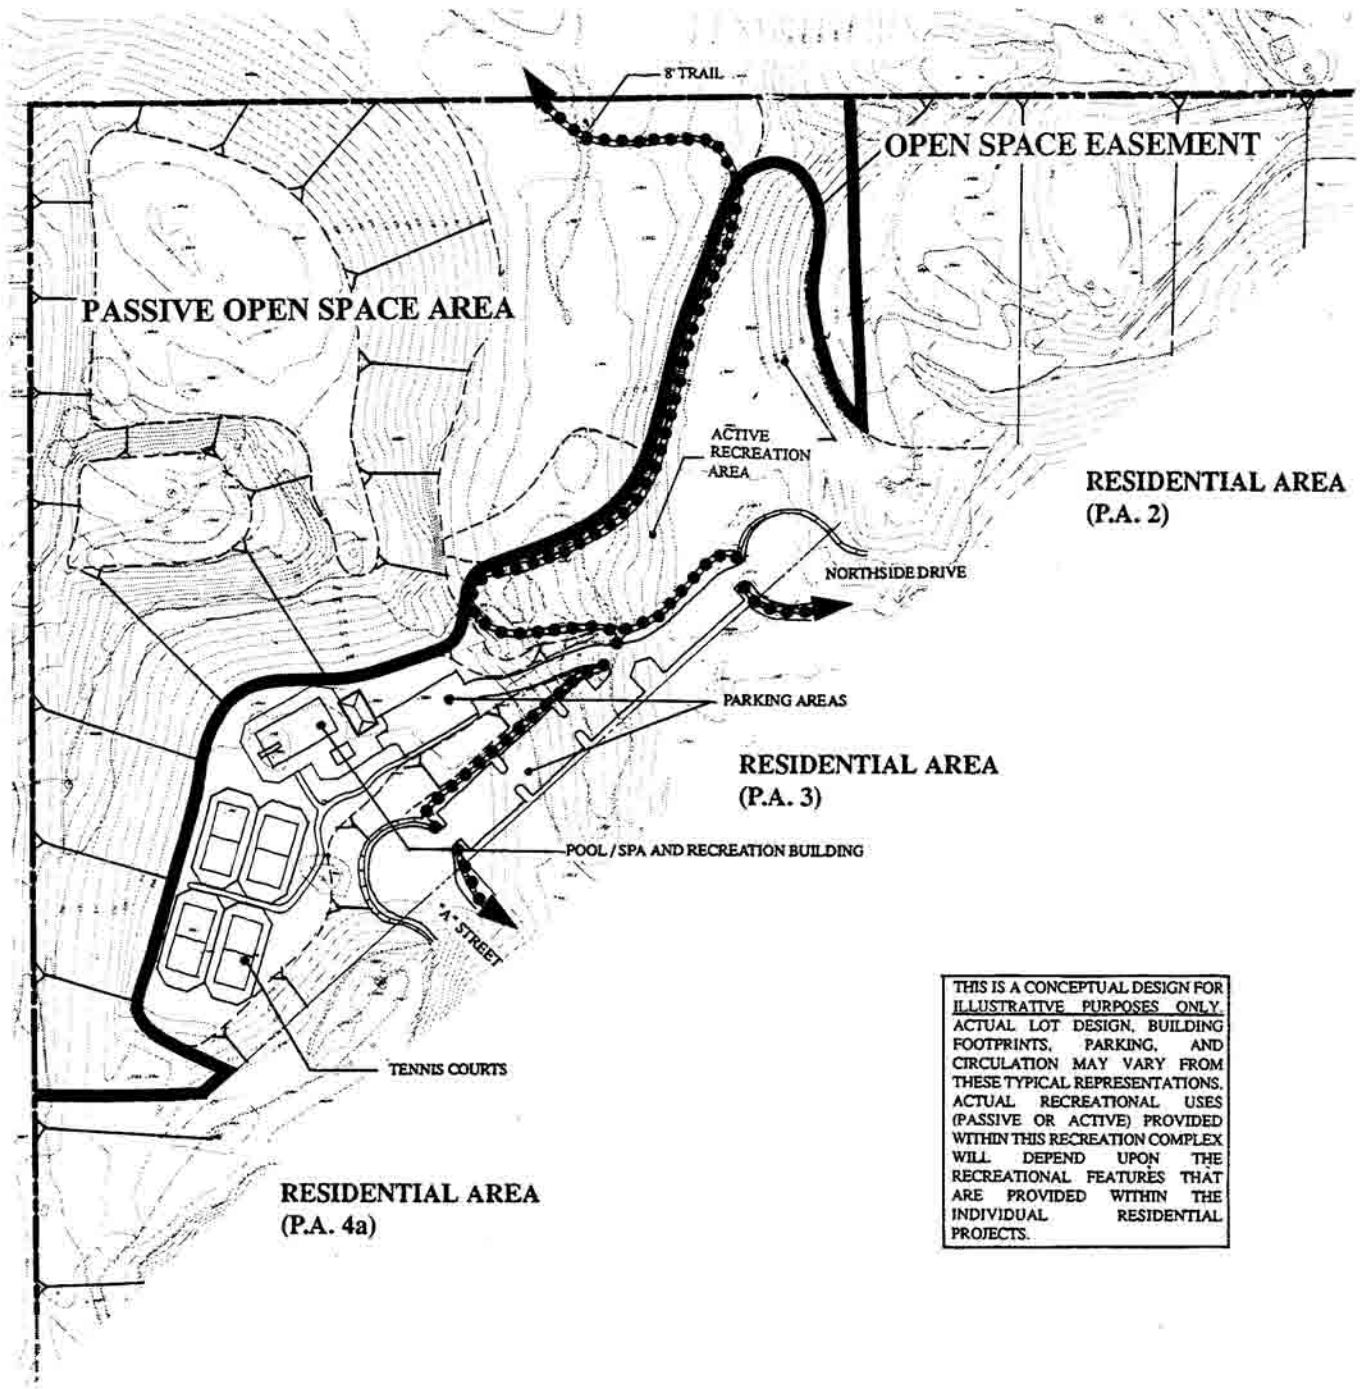 8' TRAIL
OPEN SPACE EASEMENT
PASSIVE OPEN SPACE AREA
ACTIVE
RECREATION
AREA
RESIDENTIAL AREA
(P.A. 2)
NORTHSIDE DRIVE
PARKING AREAS
RESIDENTIAL AREA
(P.A. 3)
POOL / SPA AND RECREATION BUILDING
"A" STREET
TENNIS COURTS
THIS IS A CONCEPTUAL DESIGN FOR
ILLUSTRATIVE PURPOSES ONLY.
ACTUAL LOT DESIGN, BUILDING
FOOTPRINTS, PARKING, AND
CIRCULATION MAY VARY FROM
THESE TYPICAL REPRESENTATIONS.
ACTUAL RECREATIONAL USES
(PASSIVE OR ACTIVE) PROVIDED
WITHIN THIS RECREATION COMPLEX
WILL DEPEND UPON THE
RECREATIONAL FEATURES THAT
ARE PROVIDED WITHIN THE
INDIVIDUAL RESIDENTIAL
PROJECTS.
RESIDENTIAL AREA
(P.A. 4a)